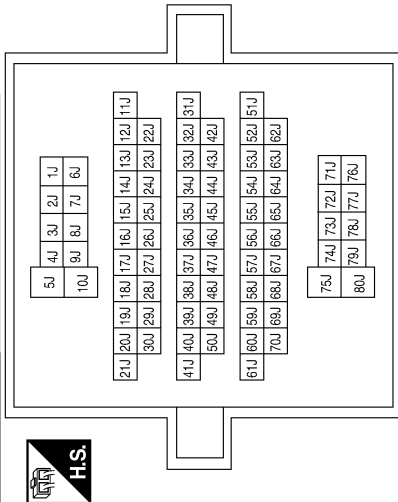 H.S.
5J 4J 3J 2J 1J
10J 9J 8J 7J 6J
21J 20J 19J 18J 17J 16J 15J 14J 13J 12J 11J
30J 29J 28J 27J 26J 25J 24J 23J 22J
41J 40J 39J 38J 37J 36J 35J 34J 33J 32J 31J
50J 49J 48J 47J 46J 45J 44J 43J 42J
61J 60J 59J 58J 57J 56J 55J 54J 53J 52J 51J
70J 69J 68J 67J 66J 65J 64J 63J 62J
75J 74J 73J 72J 71J
80J 79J 78J 77J 76J